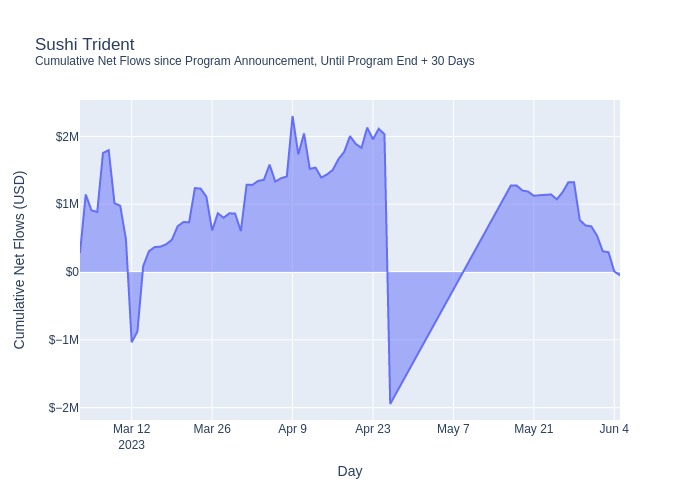 Sushi Trident
Cumulative Net Flows since Program Announcement, Until Program End + 30 Days
Cumulative Net Flows (USD)
$2M
$1M
$0
$−1M
$−2M
Mar 12
2023
Mar 26
Apr 9
Apr 23
May 7
May 21
Jun 4
Day